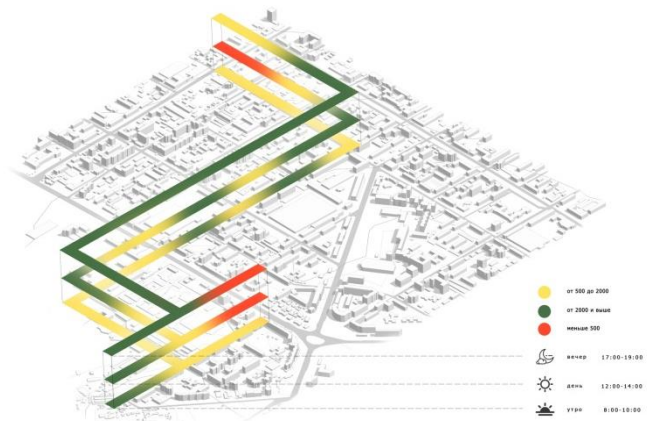 от 500 до 2000
от 2000 и выше
меньше 500
вечер 17:00-19:00
день 12:00-14:00
утро 8:00-10:00